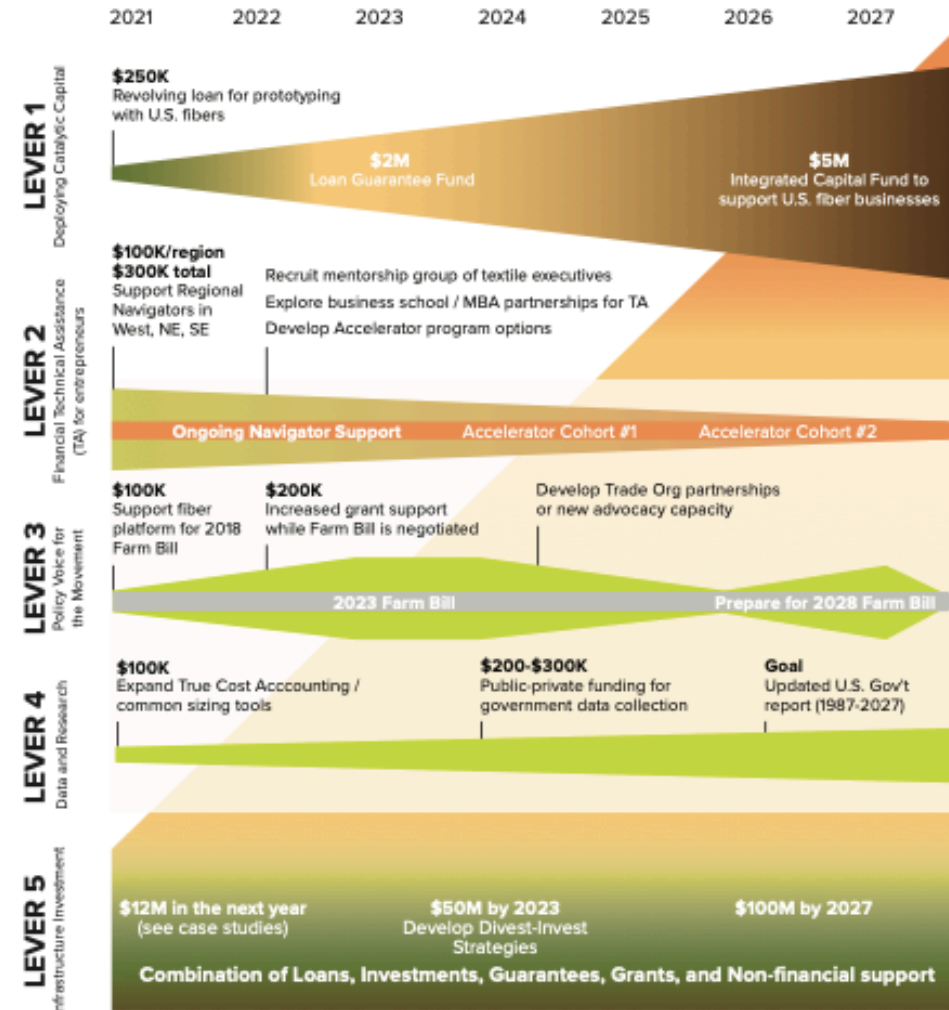 2021 2022 2023 2024 2025 2026 2027
LEVER 1
Deploying Catalytic Capital
$250K
Revolving loan for prototyping
with U.S. fibers
$2M
Loan Guarantee Fund
$5M
Integrated Capital Fund to
support U.S. fiber businesses
LEVER 2
Financial Technical Assistance
(TA) for entrepreneurs
$100K/region
$300K total
Support Regional
Navigators in
West, NE, SE
Recruit mentorship group of textile executives
Explore business school / MBA partnerships for TA
Develop Accelerator program options
Ongoing Navigator Support
Accelerator Cohort #1
Accelerator Cohort #2
LEVER 3
Policy Voice for
the Movement
$100K
Support fiber
platform for 2018
Farm Bill
$200K
Increased grant support
while Farm Bill is negotiated
Develop Trade Org partnerships
or new advocacy capacity
2023 Farm Bill
Prepare for 2028 Farm Bill
LEVER 4
Data and Research
$100K
Expand True Cost Acccounting /
common sizing tools
$200-$300K
Public-private funding for
government data collection
Goal
Updated U.S. Gov't
report (1987-2027)
LEVER 5
Infrastructure Investment
$12M in the next year
(see case studies)
$50M by 2023
Develop Divest-Invest
Strategies
$100M by 2027
Combination of Loans, Investments, Guarantees, Grants, and Non-financial support